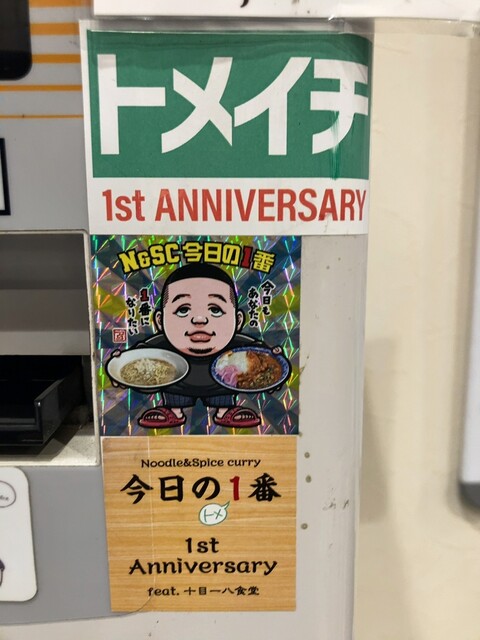 トメイチ
1st ANNIVERSARY
N&SC 今日の1番
今日も
あなたの
1番に
なりたい
Noodle&Spice curry
今日の1番
トメ
1st
Anniversary
feat. 十目一八食堂